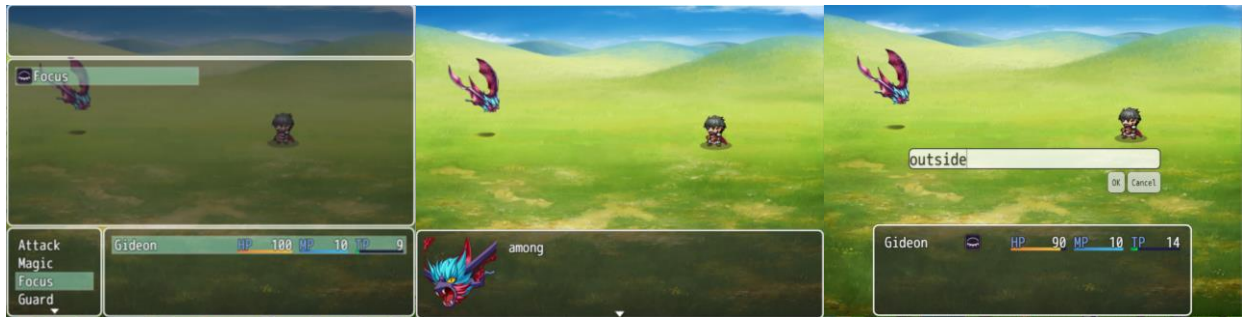 Focus
Attack
Magic
Focus
Guard
Gideon HP 100 MP 10 TP 9
among
outside
OK Cancel
Gideon HP 90 MP 10 TP 14